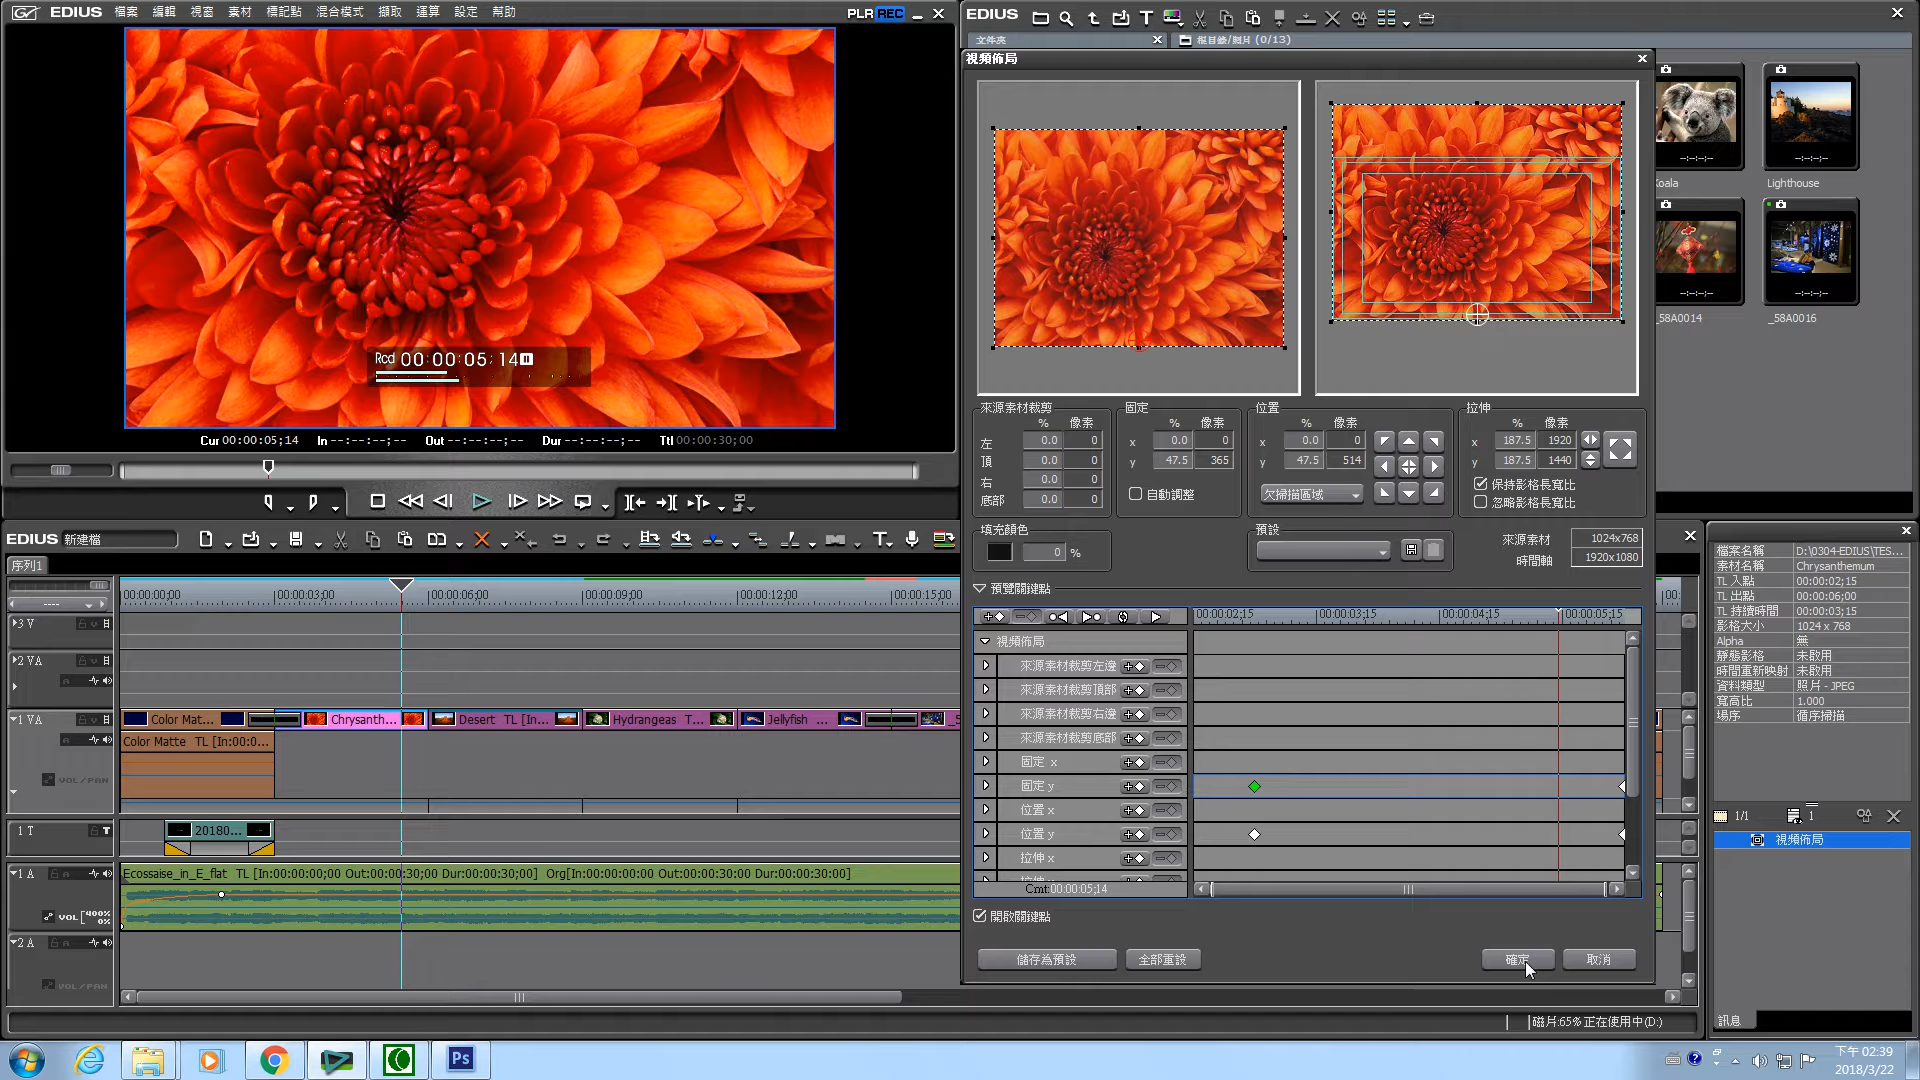 EDIUS 檔案 編輯 視窗 素材 標記點 混合模式 擷取 運算 設定 幫助 PLR REC
Rcd 00:00:05;14
Cur 00:00:05;14 In --:--:--;-- Out --:--:--;-- Dur --:--:--;-- Ttl 00:00:30;00
EDIUS
文件夾
根目錄/照片 (0/13)
視頻佈局
來源素材裁剪
% 像素
左 0.0 0
頂 0.0 0
右 0.0 0
底部 0.0 0
固定
% 像素
x 0.0 0
y 47.5 365
自動調整
位置
% 像素
x 0.0 0
y 47.5 514
欠掃描區域
拉伸
% 像素
x 187.5 1920
y 187.5 1440
保持影格長寬比
忽略影格長寬比
填充顏色
0 %
預設
來源素材 1024x768
時間軸 1920x1080
預覽關鍵點
00:00:02;15 00:00:03;15 00:00:04;15 00:00:05;15
視頻佈局
來源素材裁剪左邊
來源素材裁剪頂部
來源素材裁剪右邊
來源素材裁剪底部
固定 x
固定 y
位置 x
位置 y
拉伸 x
Cmt:00:00:05;14
開啟關鍵點
儲存為預設 全部重設 確定 取消
Koala Lighthouse
_58A0014 _58A0016
EDIUS 新建檔
序列1
00:00:00;00 00:00:03;00 00:00:06;00 00:00:09;00 00:00:12;00 00:00:15;00
3 V
2 VA
1 VA
Color Mat... Chrysanth... Desert TL [In... Hydrangeas T... Jellyfish ...
Color Matte TL [In:00:0...
VOL/PAN
1 T
20180...
1 A
Ecossaise_in_E_flat TL [In:00:00:00;00 Out:00:00:30;00 Dur:00:00:30;00] Org[In:00:00:00:00 Out:00:00:30:00 Dur:00:00:30:00]
VOL [400% 0%
2 A
VOL/PAN
檔案名稱 D:\0304-EDIUS\TES...
素材名稱 Chrysanthemum
TL 入點 00:00:02;15
TL 出點 00:00:06;00
TL 持續時間 00:00:03;15
影格大小 1024 x 768
Alpha 無
靜態影格 未啟用
時間重新映射 未啟用
資料類型 照片 - JPEG
寬高比 1.000
場序 循序掃描
1/1 1
視頻佈局
訊息
磁片:65% 正在使用中(D:)
Ps
下午 02:39
2018/3/22